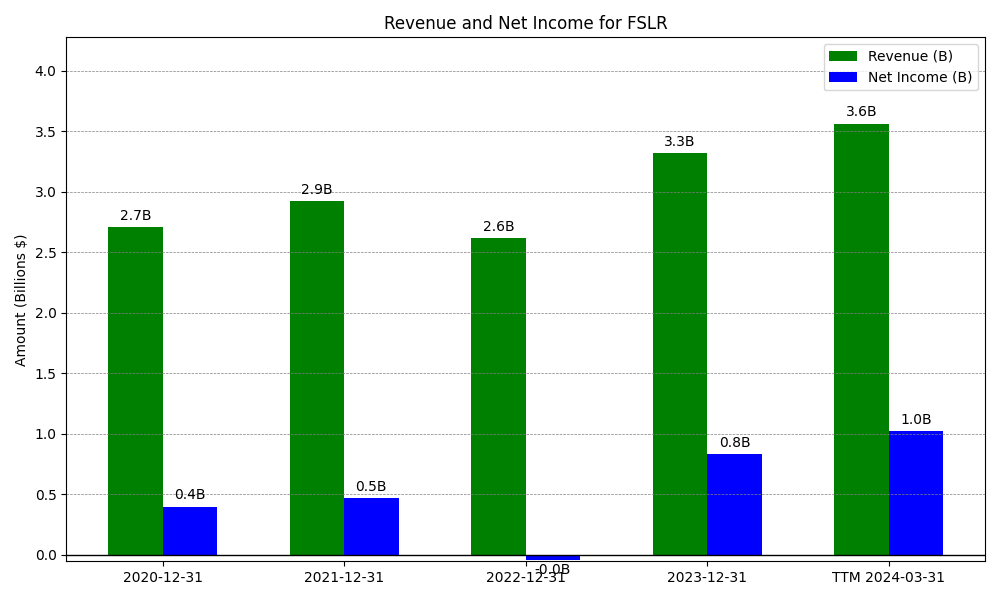 Revenue and Net Income for FSLR
Revenue (B)
Net Income (B)
Amount (Billions $)
4.0
3.5
3.0
2.5
2.0
1.5
1.0
0.5
0.0
2.7B
0.4B
2.9B
0.5B
2.6B
-0.0B
3.3B
0.8B
3.6B
1.0B
2020-12-31
2021-12-31
2022-12-31
2023-12-31
TTM 2024-03-31